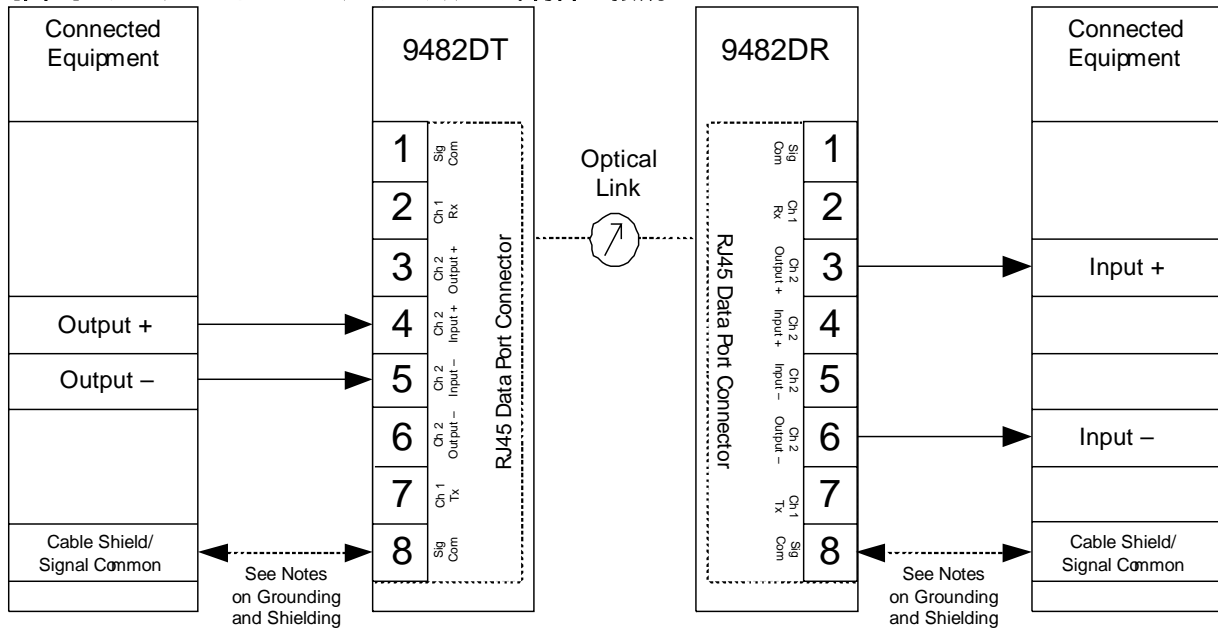 Connected
Equipment
9482DT
9482DR
Connected
Equipment
Output +
Output –
Cable Shield/
Signal Common
See Notes
on Grounding
and Shielding
1
Sig
Com
2
Ch 1
Rx
3
Ch 2
Output +
4
Ch 2
Input +
5
Ch 2
Input –
6
Ch 2
Output –
7
Ch 1
Tx
8
Sig
Com
RJ45 Data Port Connector
Optical
Link
RJ45 Data Port Connector
Sig
Com
1
Ch 1
Rx
2
Ch 2
Output +
3
Ch 2
Input +
4
Ch 2
Input –
5
Ch 2
Output –
6
Ch 1
Tx
7
Sig
Com
8
See Notes
on Grounding
and Shielding
Input +
Input –
Cable Shield/
Signal Common